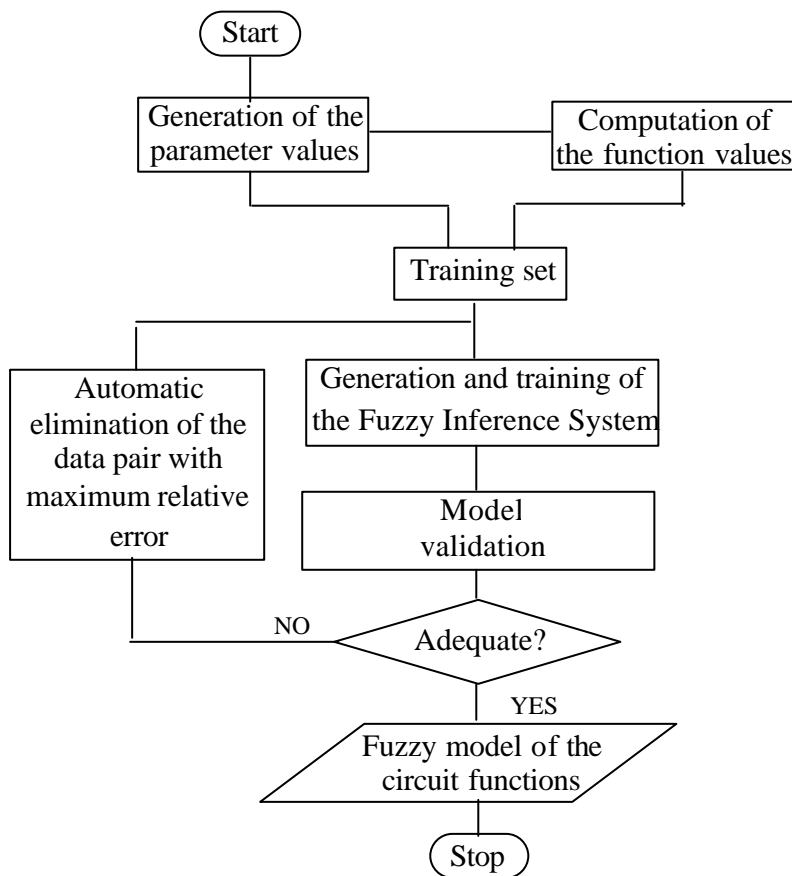 Start
Generation of the
parameter values
Computation of
the function values
Training set
Automatic
elimination of the
data pair with
maximum relative
error
Generation and training of
the Fuzzy Inference System
Model
validation
NO
Adequate?
YES
Fuzzy model of the
circuit functions
Stop